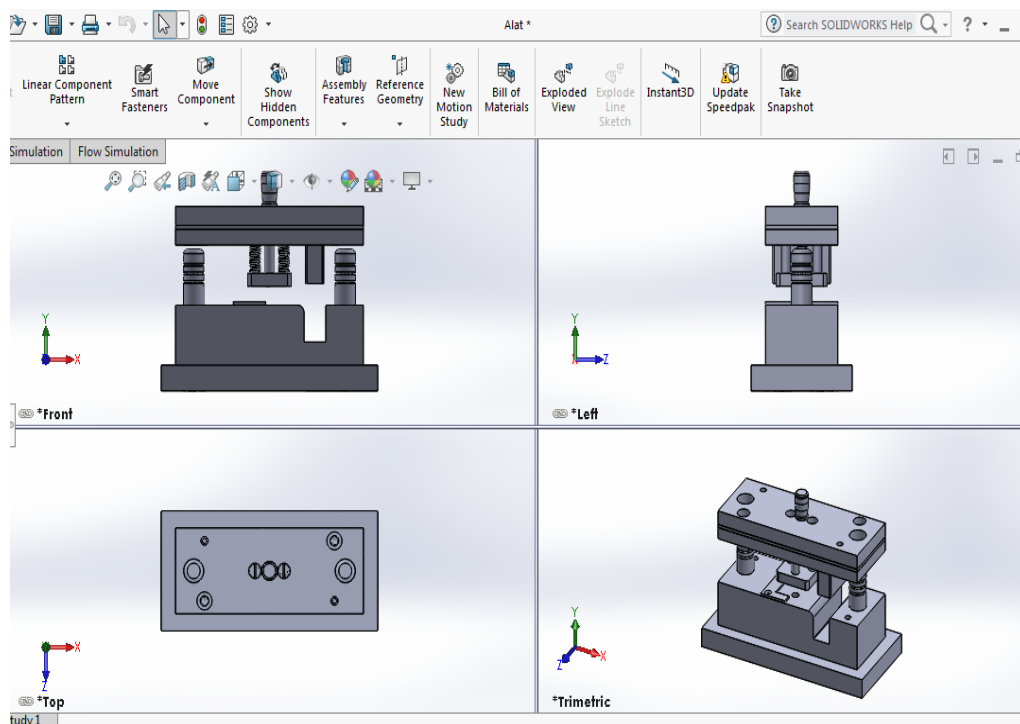 Alat *
Search SOLIDWORKS Help
?
Linear Component
Pattern
Smart
Fasteners
Move
Component
Show
Hidden
Components
Assembly
Features
Reference
Geometry
New
Motion
Study
Bill of
Materials
Exploded
View
Explode
Line
Sketch
Instant3D
Update
Speedpak
Take
Snapshot
Simulation
Flow Simulation
Y
X
*Front
Y
X
Z
*Left
X
Z
*Top
Y
X
Z
*Trimetric
tudy 1